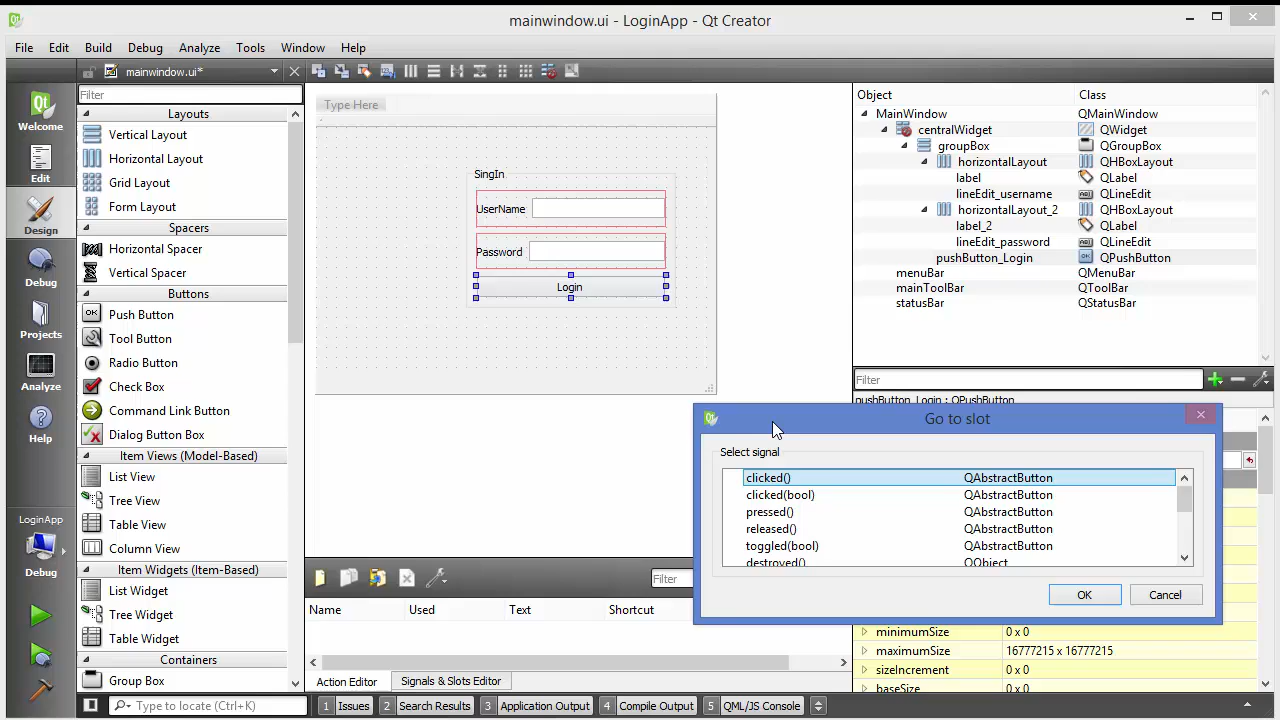 mainwindow.ui - LoginApp - Qt Creator
File Edit Build Debug Analyze Tools Window Help
mainwindow.ui*
Filter
Layouts
Vertical Layout
Horizontal Layout
Grid Layout
Form Layout
Spacers
Horizontal Spacer
Vertical Spacer
Buttons
Push Button
Tool Button
Radio Button
Check Box
Command Link Button
Dialog Button Box
Item Views (Model-Based)
List View
Tree View
Table View
Column View
Item Widgets (Item-Based)
List Widget
Tree Widget
Table Widget
Containers
Group Box
Welcome
Edit
Design
Debug
Projects
Analyze
Help
LoginApp
Debug
Type Here
SingIn
UserName
Password
Login
Object Class
MainWindow QMainWindow
centralWidget QWidget
groupBox QGroupBox
horizontalLayout QHBoxLayout
label QLabel
lineEdit_username QLineEdit
horizontalLayout_2 QHBoxLayout
label_2 QLabel
lineEdit_password QLineEdit
pushButton_Login QPushButton
menuBar QMenuBar
mainToolBar QToolBar
statusBar QStatusBar
Filter
pushButton_Login : QPushButton
Go to slot
Select signal
clicked() QAbstractButton
clicked(bool) QAbstractButton
pressed() QAbstractButton
released() QAbstractButton
toggled(bool) QAbstractButton
destroyed() QObject
OK Cancel
minimumSize 0 x 0
maximumSize 16777215 x 16777215
sizeIncrement 0 x 0
baseSize 0 x 0
Filter
Name Used Text Shortcut
Action Editor Signals & Slots Editor
Type to locate (Ctrl+K)
1 Issues 2 Search Results 3 Application Output 4 Compile Output 5 QML/JS Console